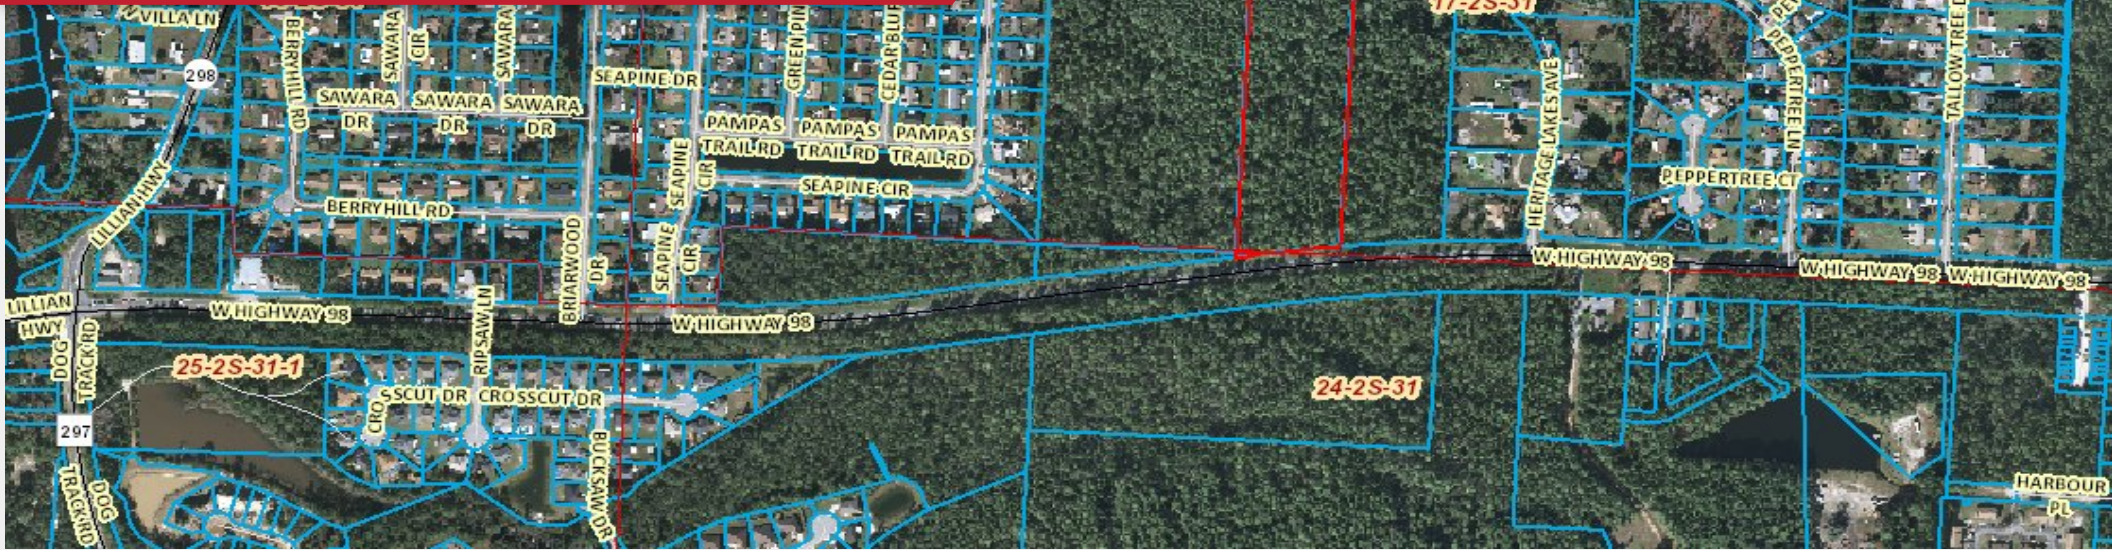 VILLA LN
298
BERRYHILL RD
SAWARA
CIR
SAWARA
SEAPINE DR
SAWARA
DR
SAWARA
DR
SAWARA
DR
CEDAR BLUF
PAMPAS
TRAIL RD
PAMPAS
TRAIL RD
PAMPAS
TRAIL RD
SEAPINE
CIR
SEAPINE CIR
BERRYHILL RD
LILLIAN HWY
BRIARWOOD
DR
SEAPINE
CIR
17-2S-31
HERITAGE LAKES AVE
PEPPERTREE LN
PEPPERTREE CT
TALLOW TREE
W HIGHWAY 98
W HIGHWAY 98
W HIGHWAY 98
LILLIAN
HWY
W HIGHWAY 98
RIPSAW LN
W HIGHWAY 98
DOG
TRACK RD
25-2S-31-1
CROSSCUT DR
CROSSCUT DR
24-2S-31
297
BUCKSAW DR
DOG
TRACK RD
HARBOUR
PL